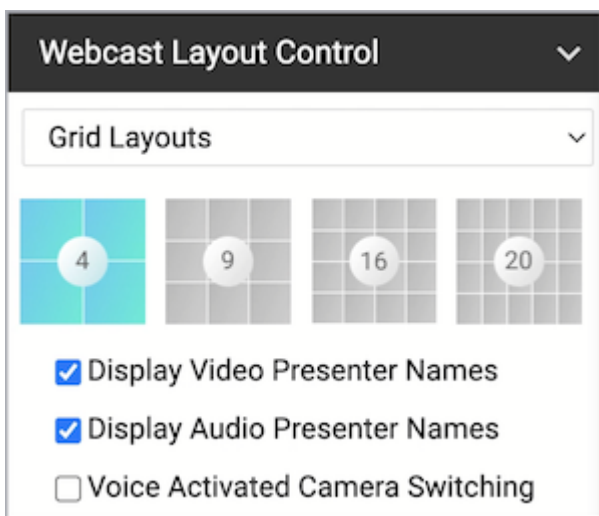 Webcast Layout Control
Grid Layouts
4 9 16 20
Display Video Presenter Names
Display Audio Presenter Names
Voice Activated Camera Switching